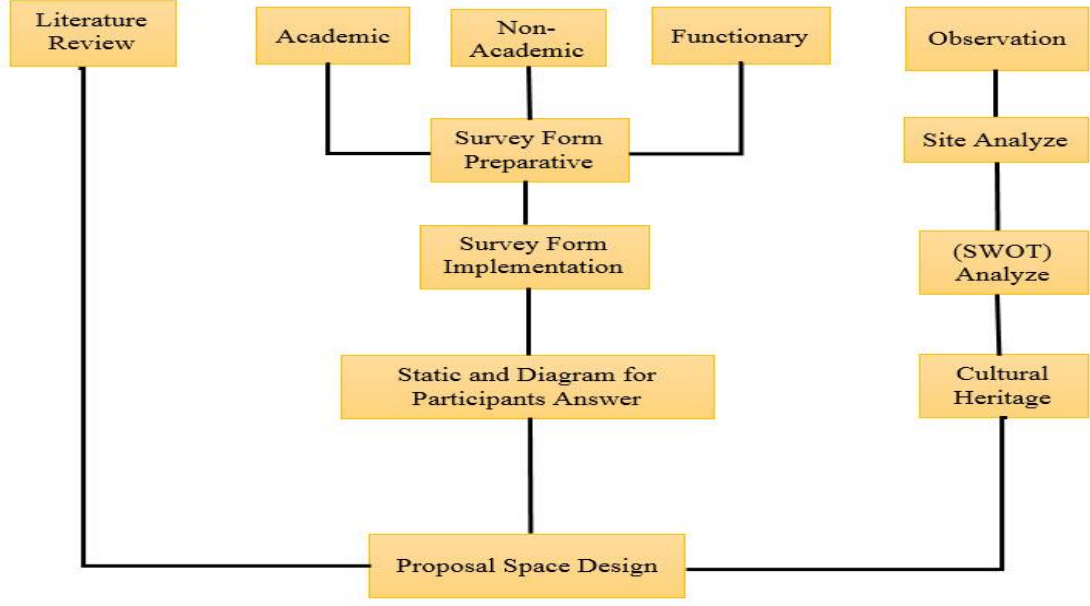 Literature
Review
Academic
Non-
Academic
Functionary
Observation
Survey Form
Preparative
Site Analyze
Survey Form
Implementation
(SWOT)
Analyze
Static and Diagram for
Participants Answer
Cultural
Heritage
Proposal Space Design